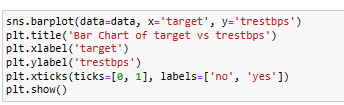 sns.barplot(data=data, x='target', y='trestbps')
plt.title('Bar Chart of target vs trestbps')
plt.xlabel('target')
plt.ylabel('trestbps')
plt.xticks(ticks=[0, 1], labels=['no', 'yes'])
plt.show()